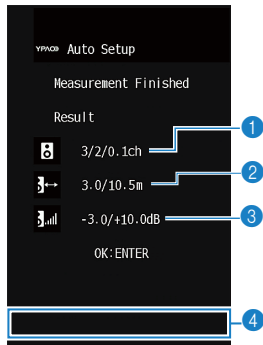 YPAO Auto Setup
Measurement Finished
Result
3/2/0.1ch
1
3.0/10.5m
2
-3.0/+10.0dB
3
OK:ENTER
4